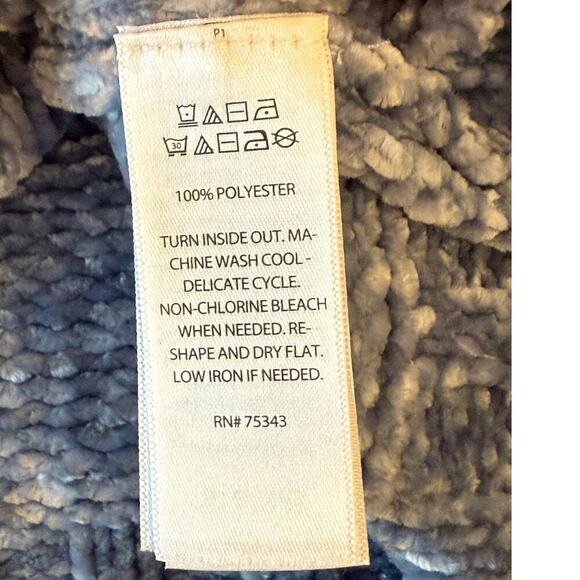 P1
30
100% POLYESTER
TURN INSIDE OUT. MA-
CHINE WASH COOL -
DELICATE CYCLE.
NON-CHLORINE BLEACH
WHEN NEEDED. RE-
SHAPE AND DRY FLAT.
LOW IRON IF NEEDED.
RN# 75343